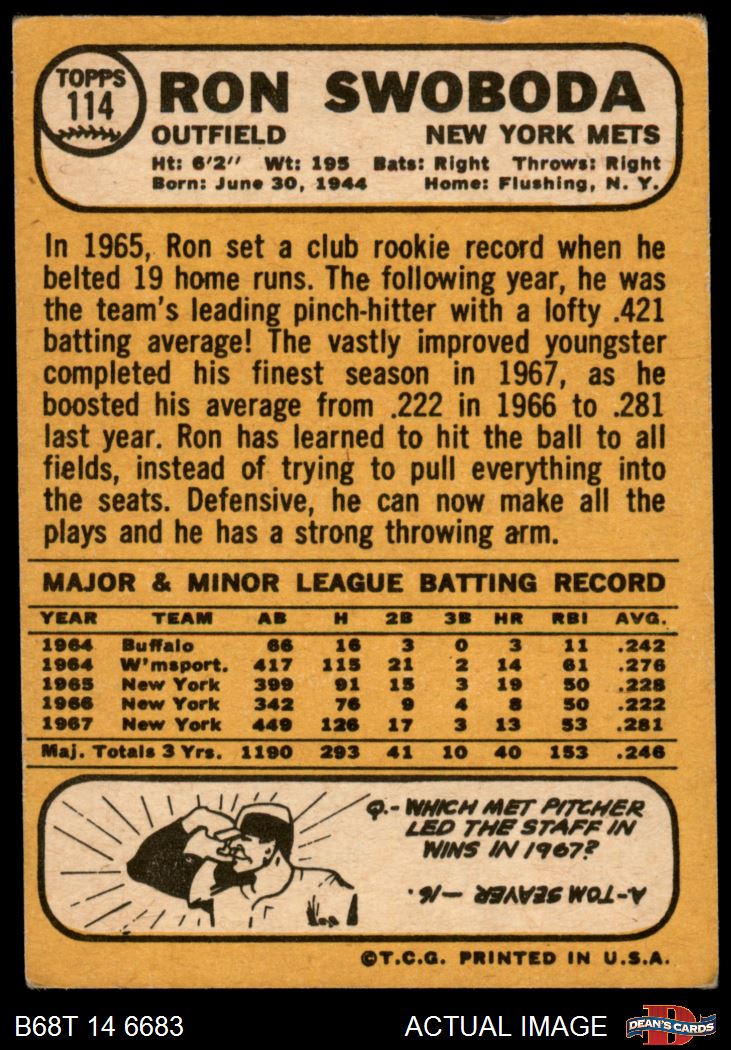 TOPPS
114
RON SWOBODA
OUTFIELD NEW YORK METS
Ht: 6'2" Wt: 195 Bats: Right Throws: Right
Born: June 30, 1944 Home: Flushing, N. Y.
In 1965, Ron set a club rookie record when he
belted 19 home runs. The following year, he was
the team's leading pinch-hitter with a lofty .421
batting average! The vastly improved youngster
completed his finest season in 1967, as he
boosted his average from .222 in 1966 to .281
last year. Ron has learned to hit the ball to all
fields, instead of trying to pull everything into
the seats. Defensive, he can now make all the
plays and he has a strong throwing arm.
MAJOR & MINOR LEAGUE BATTING RECORD
YEAR TEAM AB H 2B 3B HR RBI AVG.
1964 Buffalo 66 16 3 0 3 11 .242
1964 W'msport. 417 115 21 2 14 61 .276
1965 New York 399 91 15 3 19 50 .228
1966 New York 342 76 9 4 8 50 .222
1967 New York 449 126 17 3 13 53 .281
Maj. Totals 3 Yrs. 1190 293 41 10 40 153 .246
Q.- WHICH MET PITCHER
LED THE STAFF IN
WINS IN 1967?
A-TOM SEAVER — 16.
©T.C.G. PRINTED IN U.S.A.
B68T 14 6683 ACTUAL IMAGE
D
DEAN'S CARDS